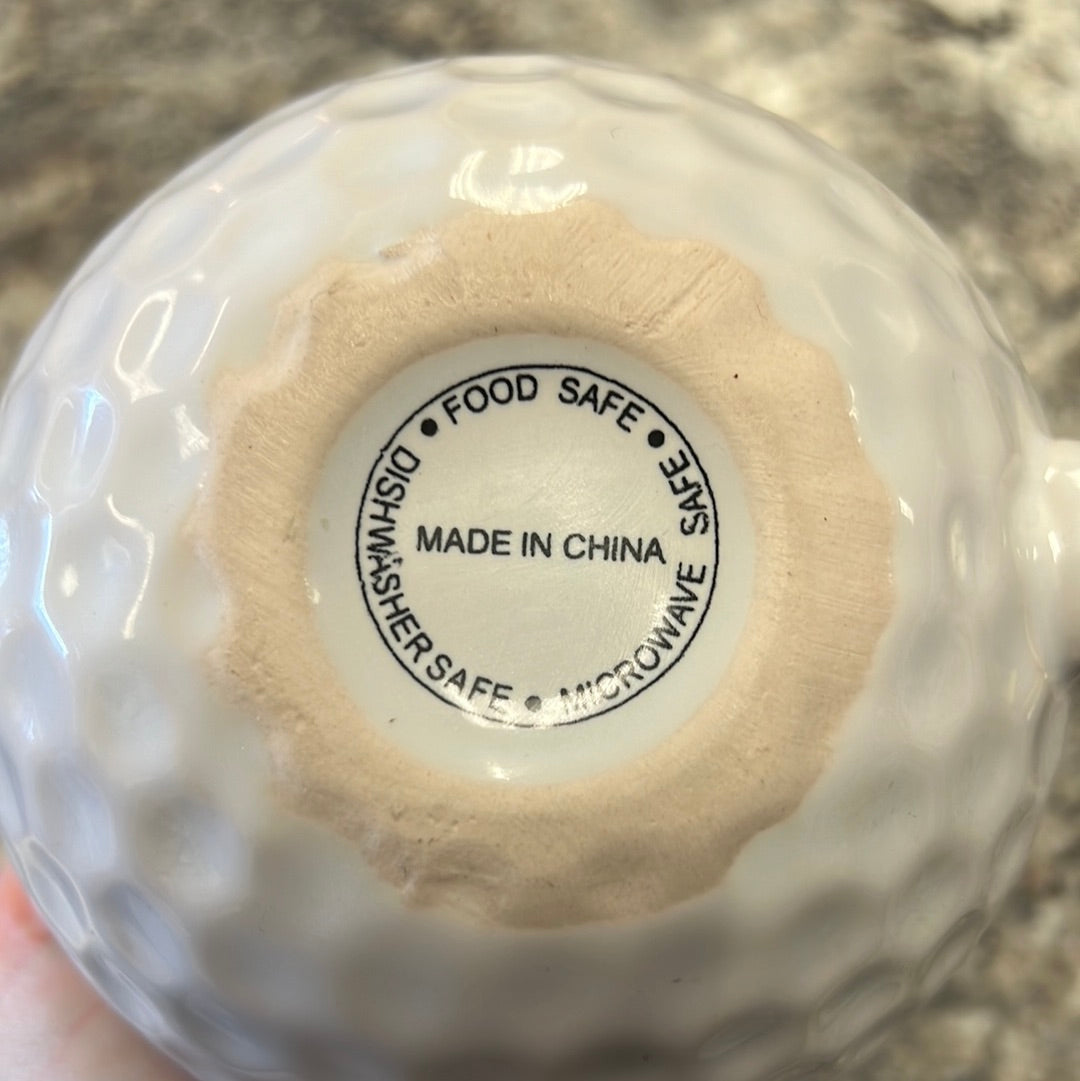 FOOD SAFE • MICROWAVE SAFE • DISHWASHER SAFE •
MADE IN CHINA